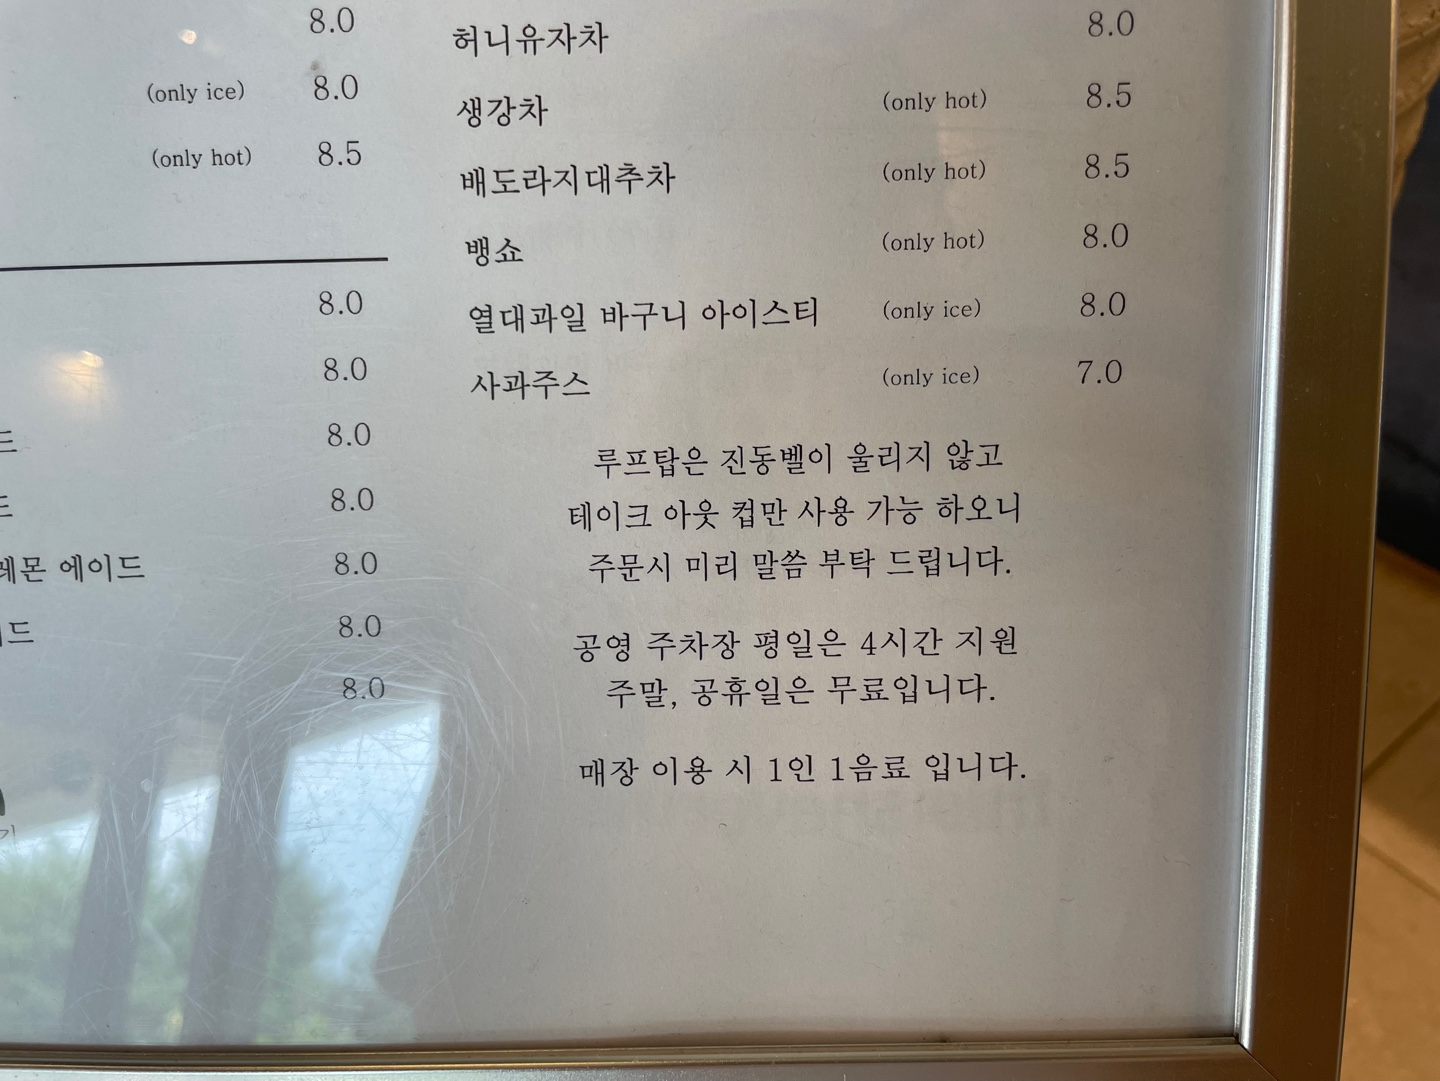 8.0
(only ice) 8.0
(only hot) 8.5
8.0
8.0
드 8.0
드 8.0
레몬 에이드 8.0
드 8.0
8.0
허니유자차 8.0
생강차 (only hot) 8.5
배도라지대추차 (only hot) 8.5
뱅쇼 (only hot) 8.0
열대과일 바구니 아이스티 (only ice) 8.0
사과주스 (only ice) 7.0
루프탑은 진동벨이 울리지 않고
테이크 아웃 컵만 사용 가능 하오니
주문시 미리 말씀 부탁 드립니다.
공영 주차장 평일은 4시간 지원
주말, 공휴일은 무료입니다.
매장 이용 시 1인 1음료 입니다.